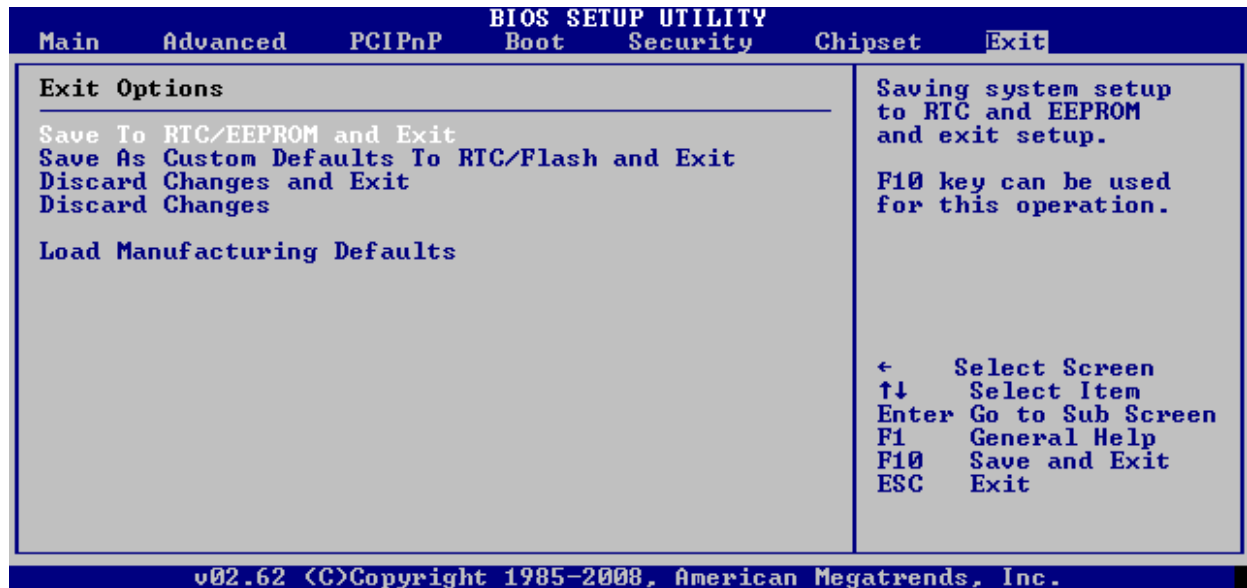 BIOS SETUP UTILITY
Main Advanced PCIPnP Boot Security Chipset Exit
Exit Options
Save To RTC/EEPROM and Exit
Save As Custom Defaults To RTC/Flash and Exit
Discard Changes and Exit
Discard Changes
Load Manufacturing Defaults
Saving system setup
to RTC and EEPROM
and exit setup.
F10 key can be used
for this operation.
← Select Screen
↑↓ Select Item
Enter Go to Sub Screen
F1 General Help
F10 Save and Exit
ESC Exit
v02.62 (C)Copyright 1985-2008, American Megatrends, Inc.